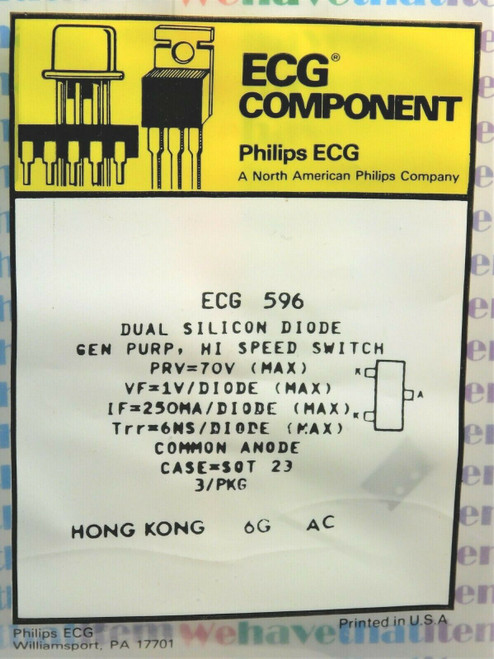 wehavethatitem
ECG®
COMPONENT
Philips ECG
A North American Philips Company
ECG 596
DUAL SILICON DIODE
GEN PURP, HI SPEED SWITCH
PRV=70V (MAX)
VF=1V/DIODE (MAX)
IF=250MA/DIODE (MAX)
Trr=6NS/DIODE (MAX)
K
A
K
COMMON ANODE
CASE=SOT 23
3/PKG
HONG KONG 6G AC
Philips ECG
Williamsport, PA 17701
Printed in U.S.A
wehavethatitem